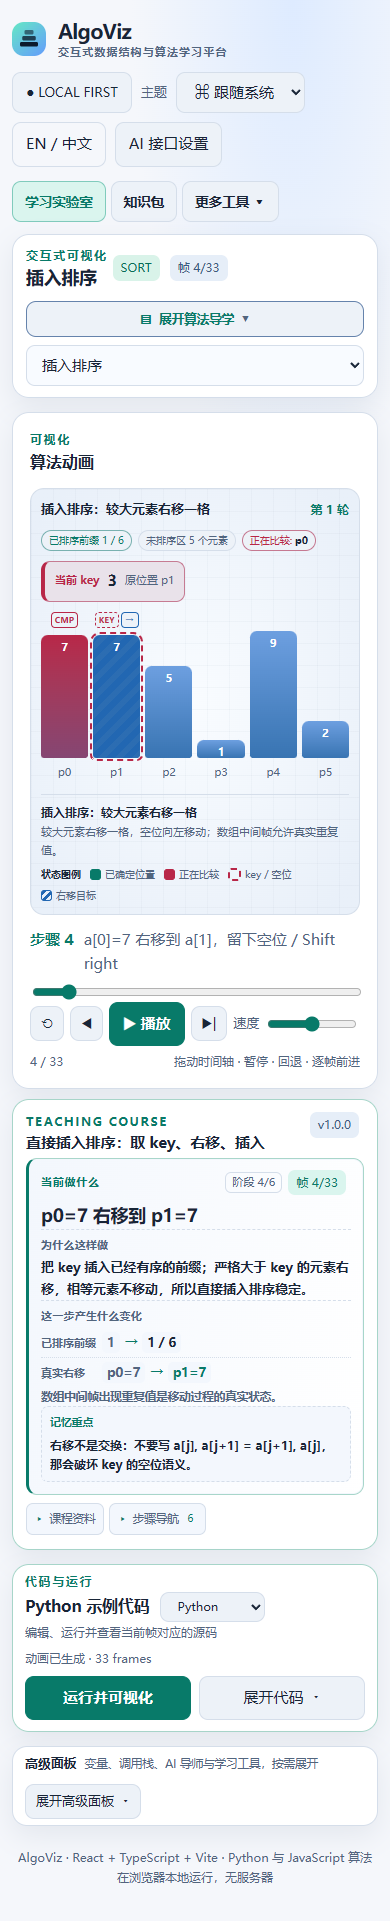 AlgoViz
交互式数据结构与算法学习平台
● LOCAL FIRST 主题 ⌘ 跟随系统
EN / 中文 AI 接口设置
学习实验室 知识包 更多工具 ▾
交互式可视化
插入排序 SORT 帧 4/33
▤ 展开算法导学 ▾
插入排序
可视化
算法动画
插入排序：较大元素右移一格 第 1 轮
已排序前缀 1 / 6 未排序区 5 个元素 正在比较: p0
当前 key 3 原位置 p1
CMP KEY →
7 7 5 1 9 2
p0 p1 p2 p3 p4 p5
插入排序：较大元素右移一格
较大元素右移一格，空位向左移动；数组中间帧允许真实重复
值。
状态图例 已确定位置 正在比较 key / 空位
右移目标
步骤 4 a[0]=7 右移到 a[1]，留下空位 / Shift
right
▶ 播放 速度
4 / 33 拖动时间轴 · 暂停 · 回退 · 逐帧前进
TEACHING COURSE
直接插入排序：取 key、右移、插入 v1.0.0
当前做什么 阶段 4/6 帧 4/33
p0=7 右移到 p1=7
为什么这样做
把 key 插入已经有序的前缀；严格大于 key 的元素右
移，相等元素不移动，所以直接插入排序稳定。
这一步产生什么变化
已排序前缀 1 → 1 / 6
真实右移 p0=7 → p1=7
数组中间帧出现重复值是移动过程的真实状态。
记忆重点
右移不是交换：不要写 a[j], a[j+1] = a[j+1], a[j]，
那会破坏 key 的空位语义。
▸ 课程资料 ▸ 步骤导航 6
代码与运行
Python 示例代码 Python
编辑、运行并查看当前帧对应的源码
动画已生成 · 33 frames
运行并可视化 展开代码
高级面板 变量、调用栈、AI 导师与学习工具，按需展开
展开高级面板
AlgoViz · React + TypeScript + Vite · Python 与 JavaScript 算法
在浏览器本地运行，无服务器